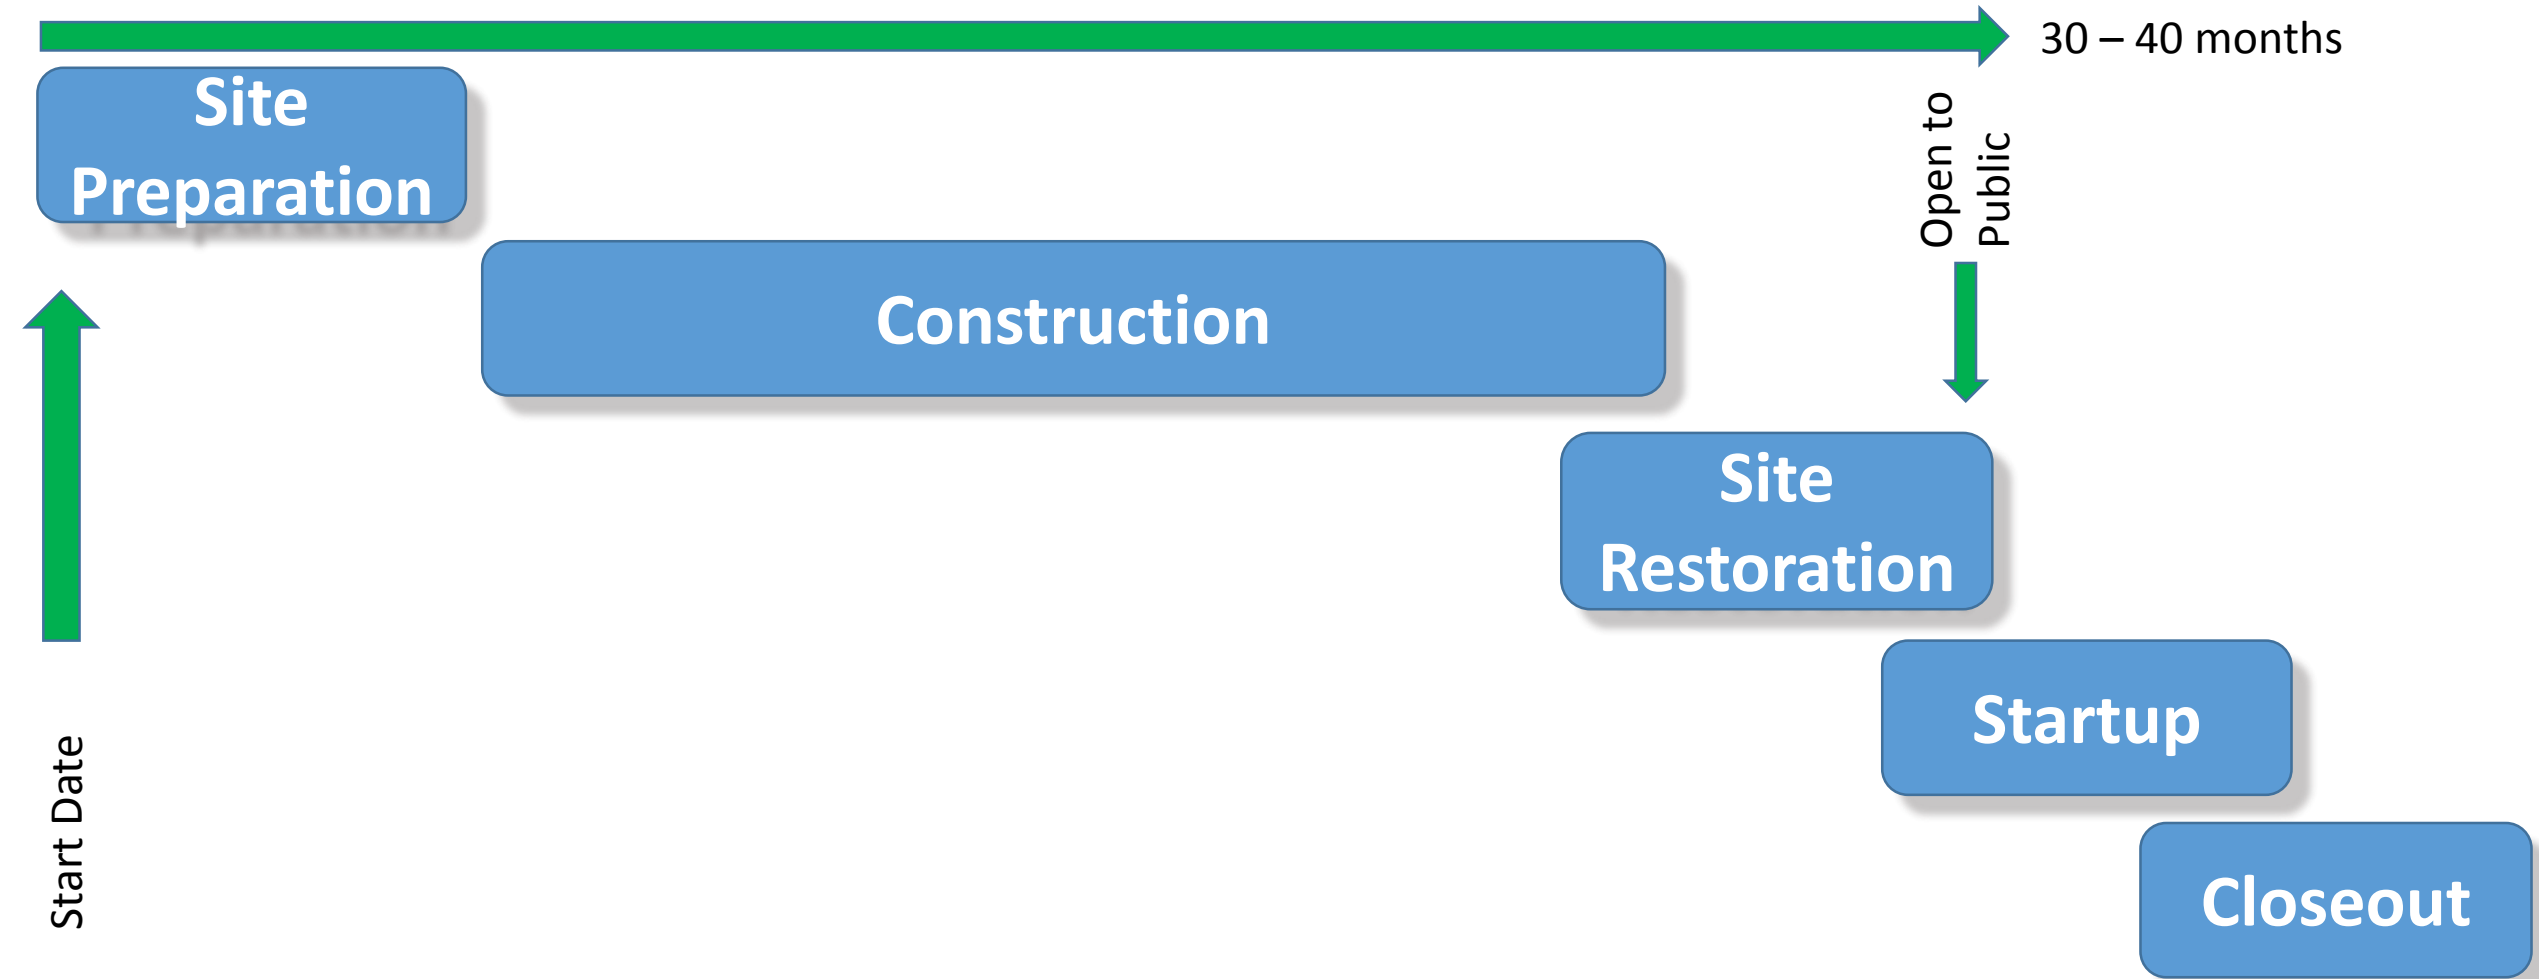 30 – 40 months
Site
Preparation
Open to
Public
Construction
Site
Restoration
Startup
Start Date
Closeout